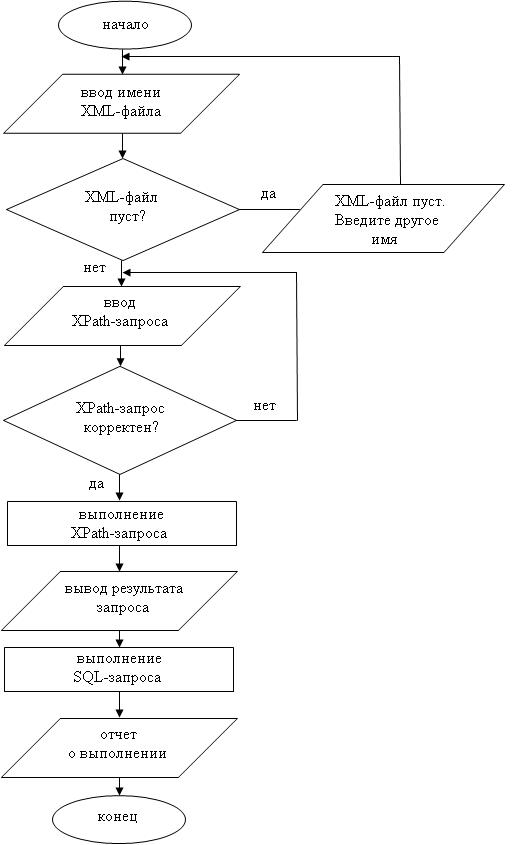 начало
ввод имени
XML-файла
XML-файл
пуст?
да
XML-файл пуст.
Введите другое
имя
нет
ввод
XPath-запроса
XPath-запрос
корректен?
нет
да
выполнение
XPath-запроса
вывод результата
запроса
выполнение
SQL-запроса
отчет
о выполнении
конец